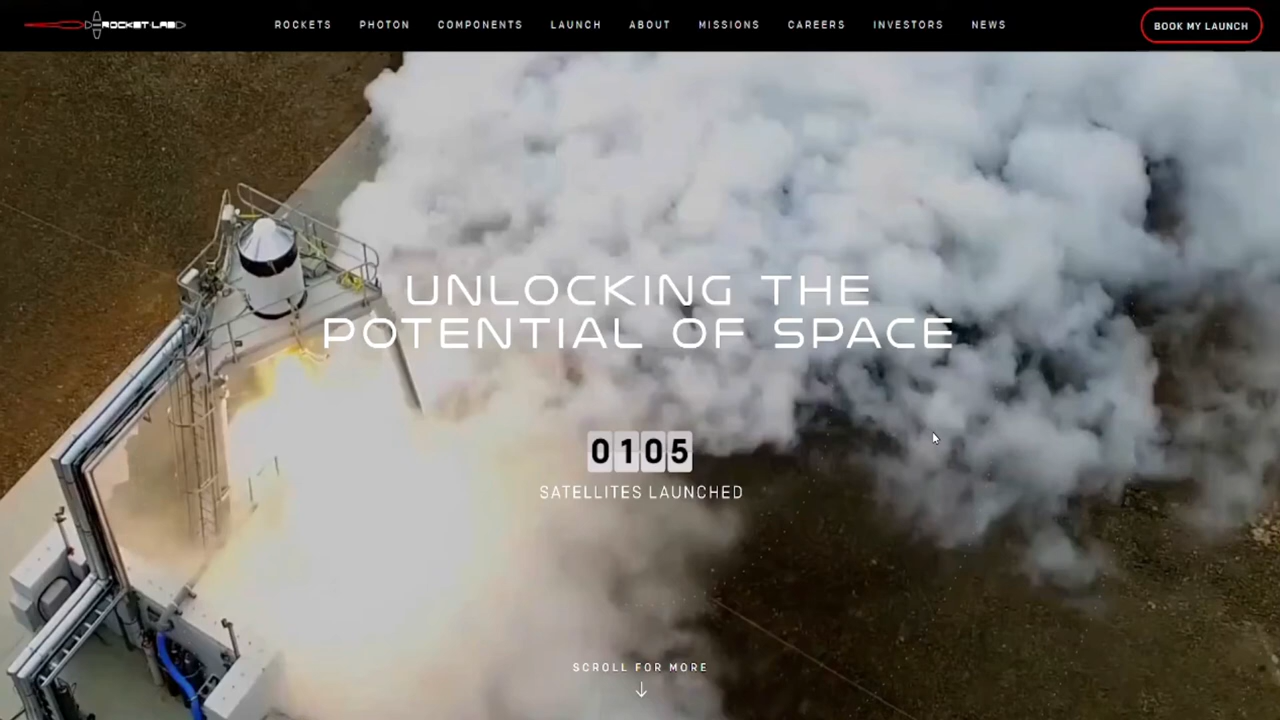 ROCKET LAB
ROCKETS PHOTON COMPONENTS LAUNCH ABOUT MISSIONS CAREERS INVESTORS NEWS
BOOK MY LAUNCH
UNLOCKING THE
POTENTIAL OF SPACE
0105
SATELLITES LAUNCHED
SCROLL FOR MORE